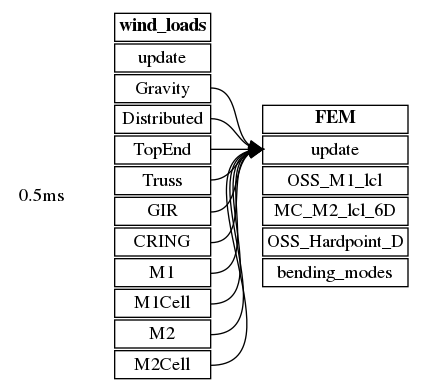 wind_loads
update
Gravity
Distributed
TopEnd
Truss
GIR
CRING
M1
M1Cell
M2
M2Cell
0.5ms
FEM
update
OSS_M1_lcl
MC_M2_lcl_6D
OSS_Hardpoint_D
bending_modes